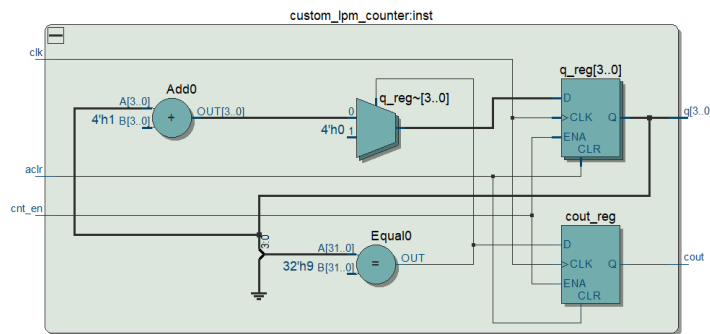 custom_lpm_counter:inst
clk
Add0
q_reg[3..0]
A[3..0]
OUT[3..0]
q_reg~[3..0]
4'h1 B[3..0]
+
0
D
4'h0 1
>CLK
Q
q[3..0
ENA
CLR
aclr
cnt_en
3:0
Equal0
cout_reg
A[31..0]
D
OUT
32'h9 B[31..0]
=
>CLK
Q
cout
ENA
CLR